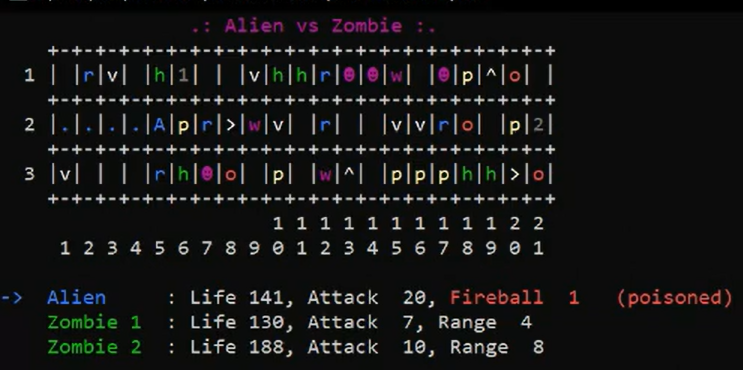 .: Alien vs Zombie :.
+-+-+-+-+-+-+-+-+-+-+-+-+-+-+-+-+-+-+-+-+-+
1 | |r|v| |h|1| | |v|h|h|r|☻|☻|w| |☻|p|^|o| |
+-+-+-+-+-+-+-+-+-+-+-+-+-+-+-+-+-+-+-+-+-+
2 |.|.|.|.|A|p|r|>|w|v| |r| | |v|v|r|o| |p|2|
+-+-+-+-+-+-+-+-+-+-+-+-+-+-+-+-+-+-+-+-+-+
3 |v| | | |r|h|☻|o| |p| |w|^| |p|p|p|h|h|>|o|
+-+-+-+-+-+-+-+-+-+-+-+-+-+-+-+-+-+-+-+-+-+
1 1 1 1 1 1 1 1 1 1 2 2
1 2 3 4 5 6 7 8 9 0 1 2 3 4 5 6 7 8 9 0 1
-> Alien : Life 141, Attack 20, Fireball 1 (poisoned)
Zombie 1 : Life 130, Attack 7, Range 4
Zombie 2 : Life 188, Attack 10, Range 8